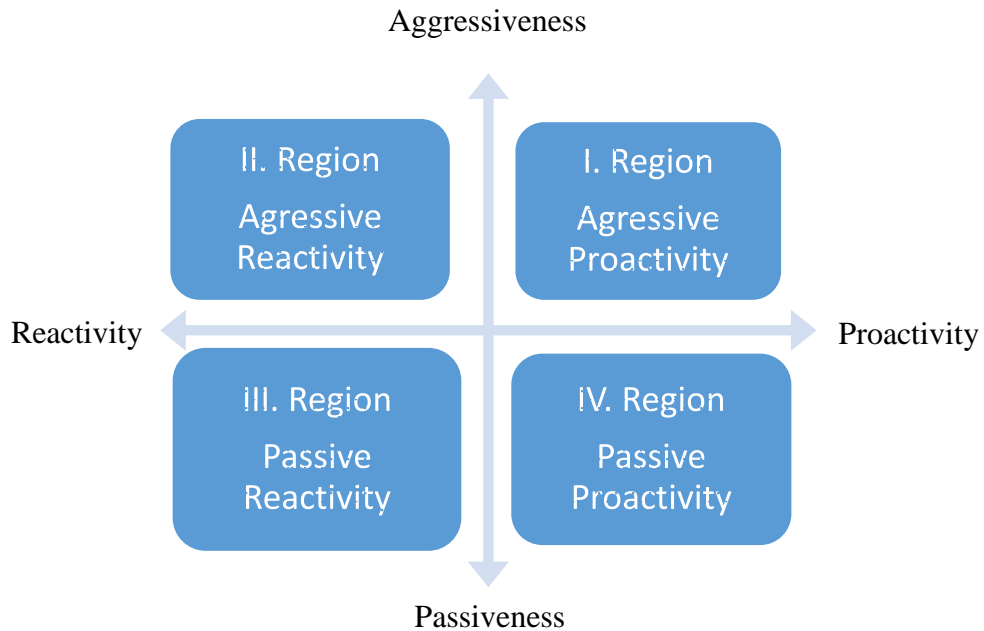 Aggressiveness
II. Region
Agressive
Reactivity
I. Region
Agressive
Proactivity
Reactivity
Proactivity
III. Region
Passive
Reactivity
IV. Region
Passive
Proactivity
Passiveness